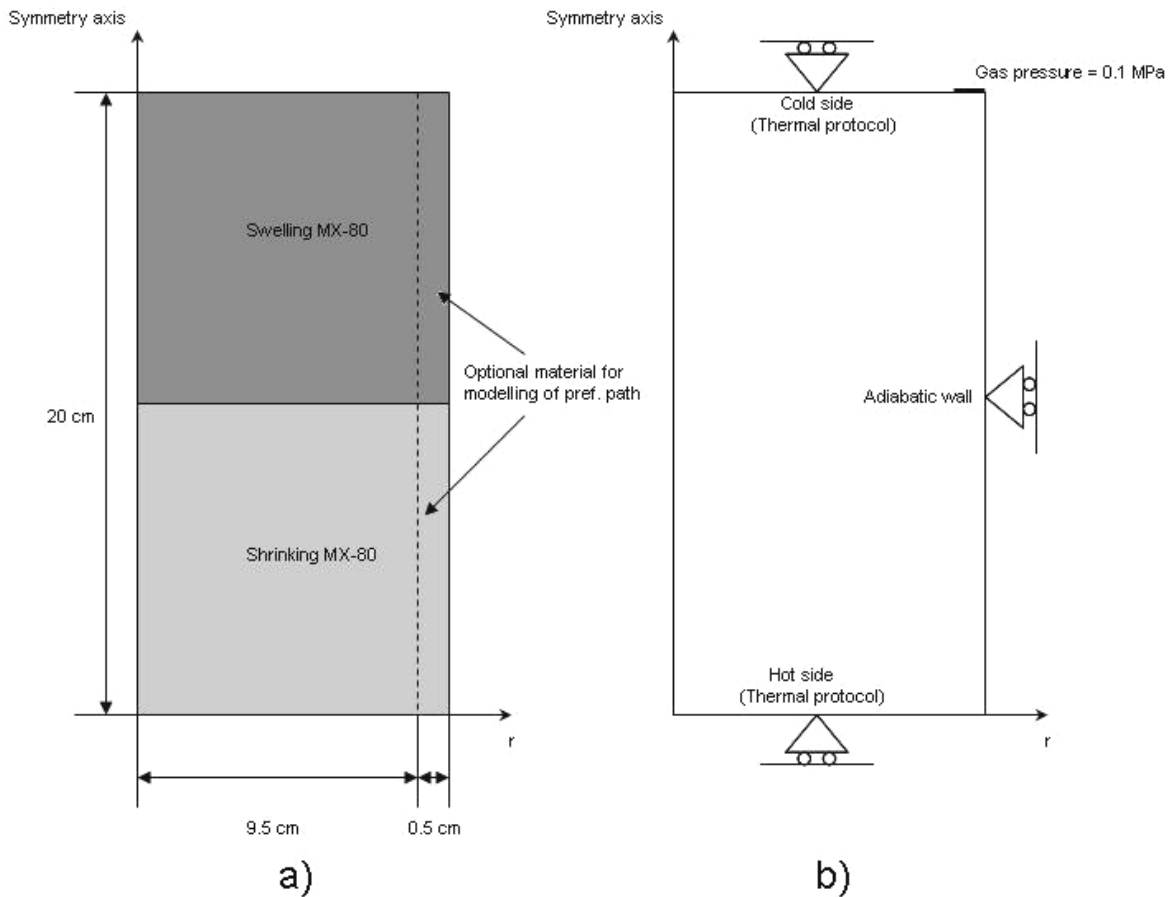 Symmetry axis
Swelling MX-80
Optional material for
modelling of pref. path
20 cm
Shrinking MX-80
r
9.5 cm
0.5 cm
a)
Symmetry axis
Gas pressure = 0.1 MPa
Cold side
(Thermal protocol)
Adiabatic wall
Hot side
(Thermal protocol)
r
b)